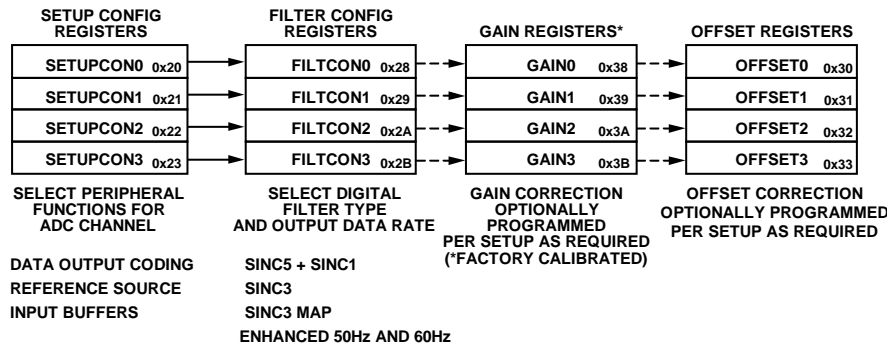 SETUP CONFIG
REGISTERS
FILTER CONFIG
REGISTERS
GAIN REGISTERS*
OFFSET REGISTERS
SETUPCON0 0x20
FILTCON0 0x28
GAIN0 0x38
OFFSET0 0x30
SETUPCON1 0x21
FILTCON1 0x29
GAIN1 0x39
OFFSET1 0x31
SETUPCON2 0x22
FILTCON2 0x2A
GAIN2 0x3A
OFFSET2 0x32
SETUPCON3 0x23
FILTCON3 0x2B
GAIN3 0x3B
OFFSET3 0x33
SELECT PERIPHERAL
FUNCTIONS FOR
ADC CHANNEL
SELECT DIGITAL
FILTER TYPE
AND OUTPUT DATA RATE
GAIN CORRECTION
OPTIONALLY
PROGRAMMED
PER SETUP AS REQUIRED
(*FACTORY CALIBRATED)
OFFSET CORRECTION
OPTIONALLY PROGRAMMED
PER SETUP AS REQUIRED
DATA OUTPUT CODING
REFERENCE SOURCE
INPUT BUFFERS
SINC5 + SINC1
SINC3
SINC3 MAP
ENHANCED 50Hz AND 60Hz